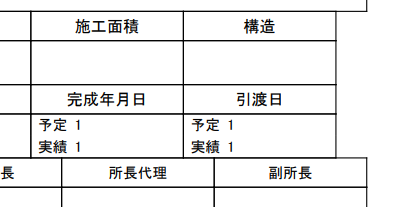 施工面積 構造
完成年月日 引渡日
予定 1 予定 1
実績 1 実績 1
長 所長代理 副所長